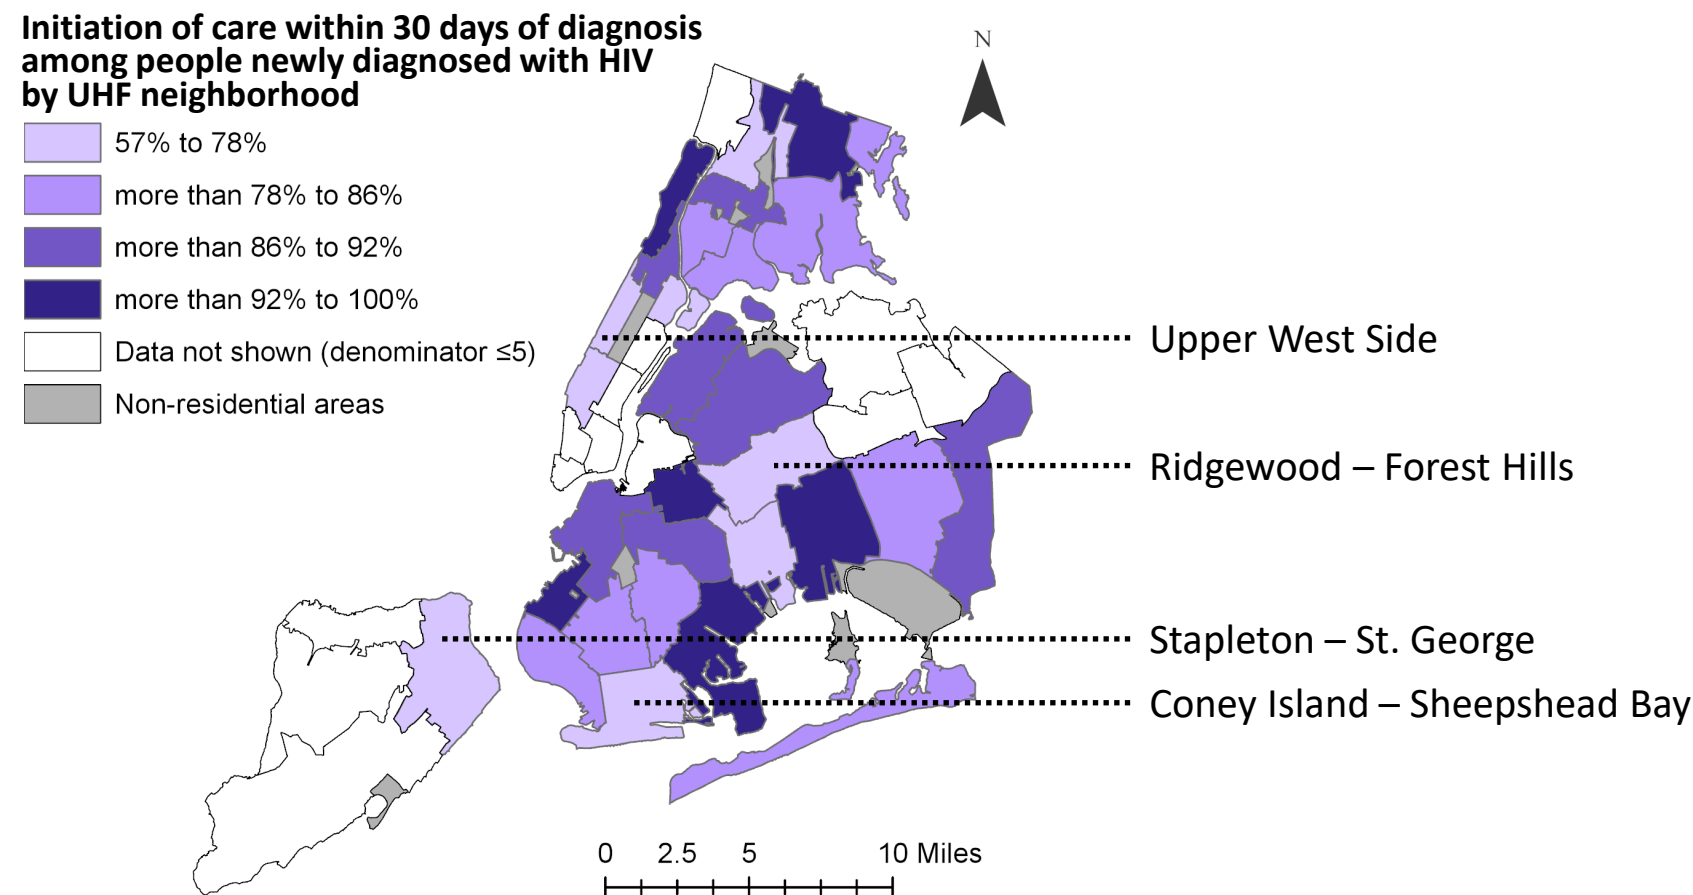 Initiation of care within 30 days of diagnosis
among people newly diagnosed with HIV
by UHF neighborhood
57% to 78%
more than 78% to 86%
more than 86% to 92%
more than 92% to 100%
Data not shown (denominator ≤5)
Non-residential areas
N
Upper West Side
Ridgewood – Forest Hills
Stapleton – St. George
Coney Island – Sheepshead Bay
0 2.5 5 10 Miles